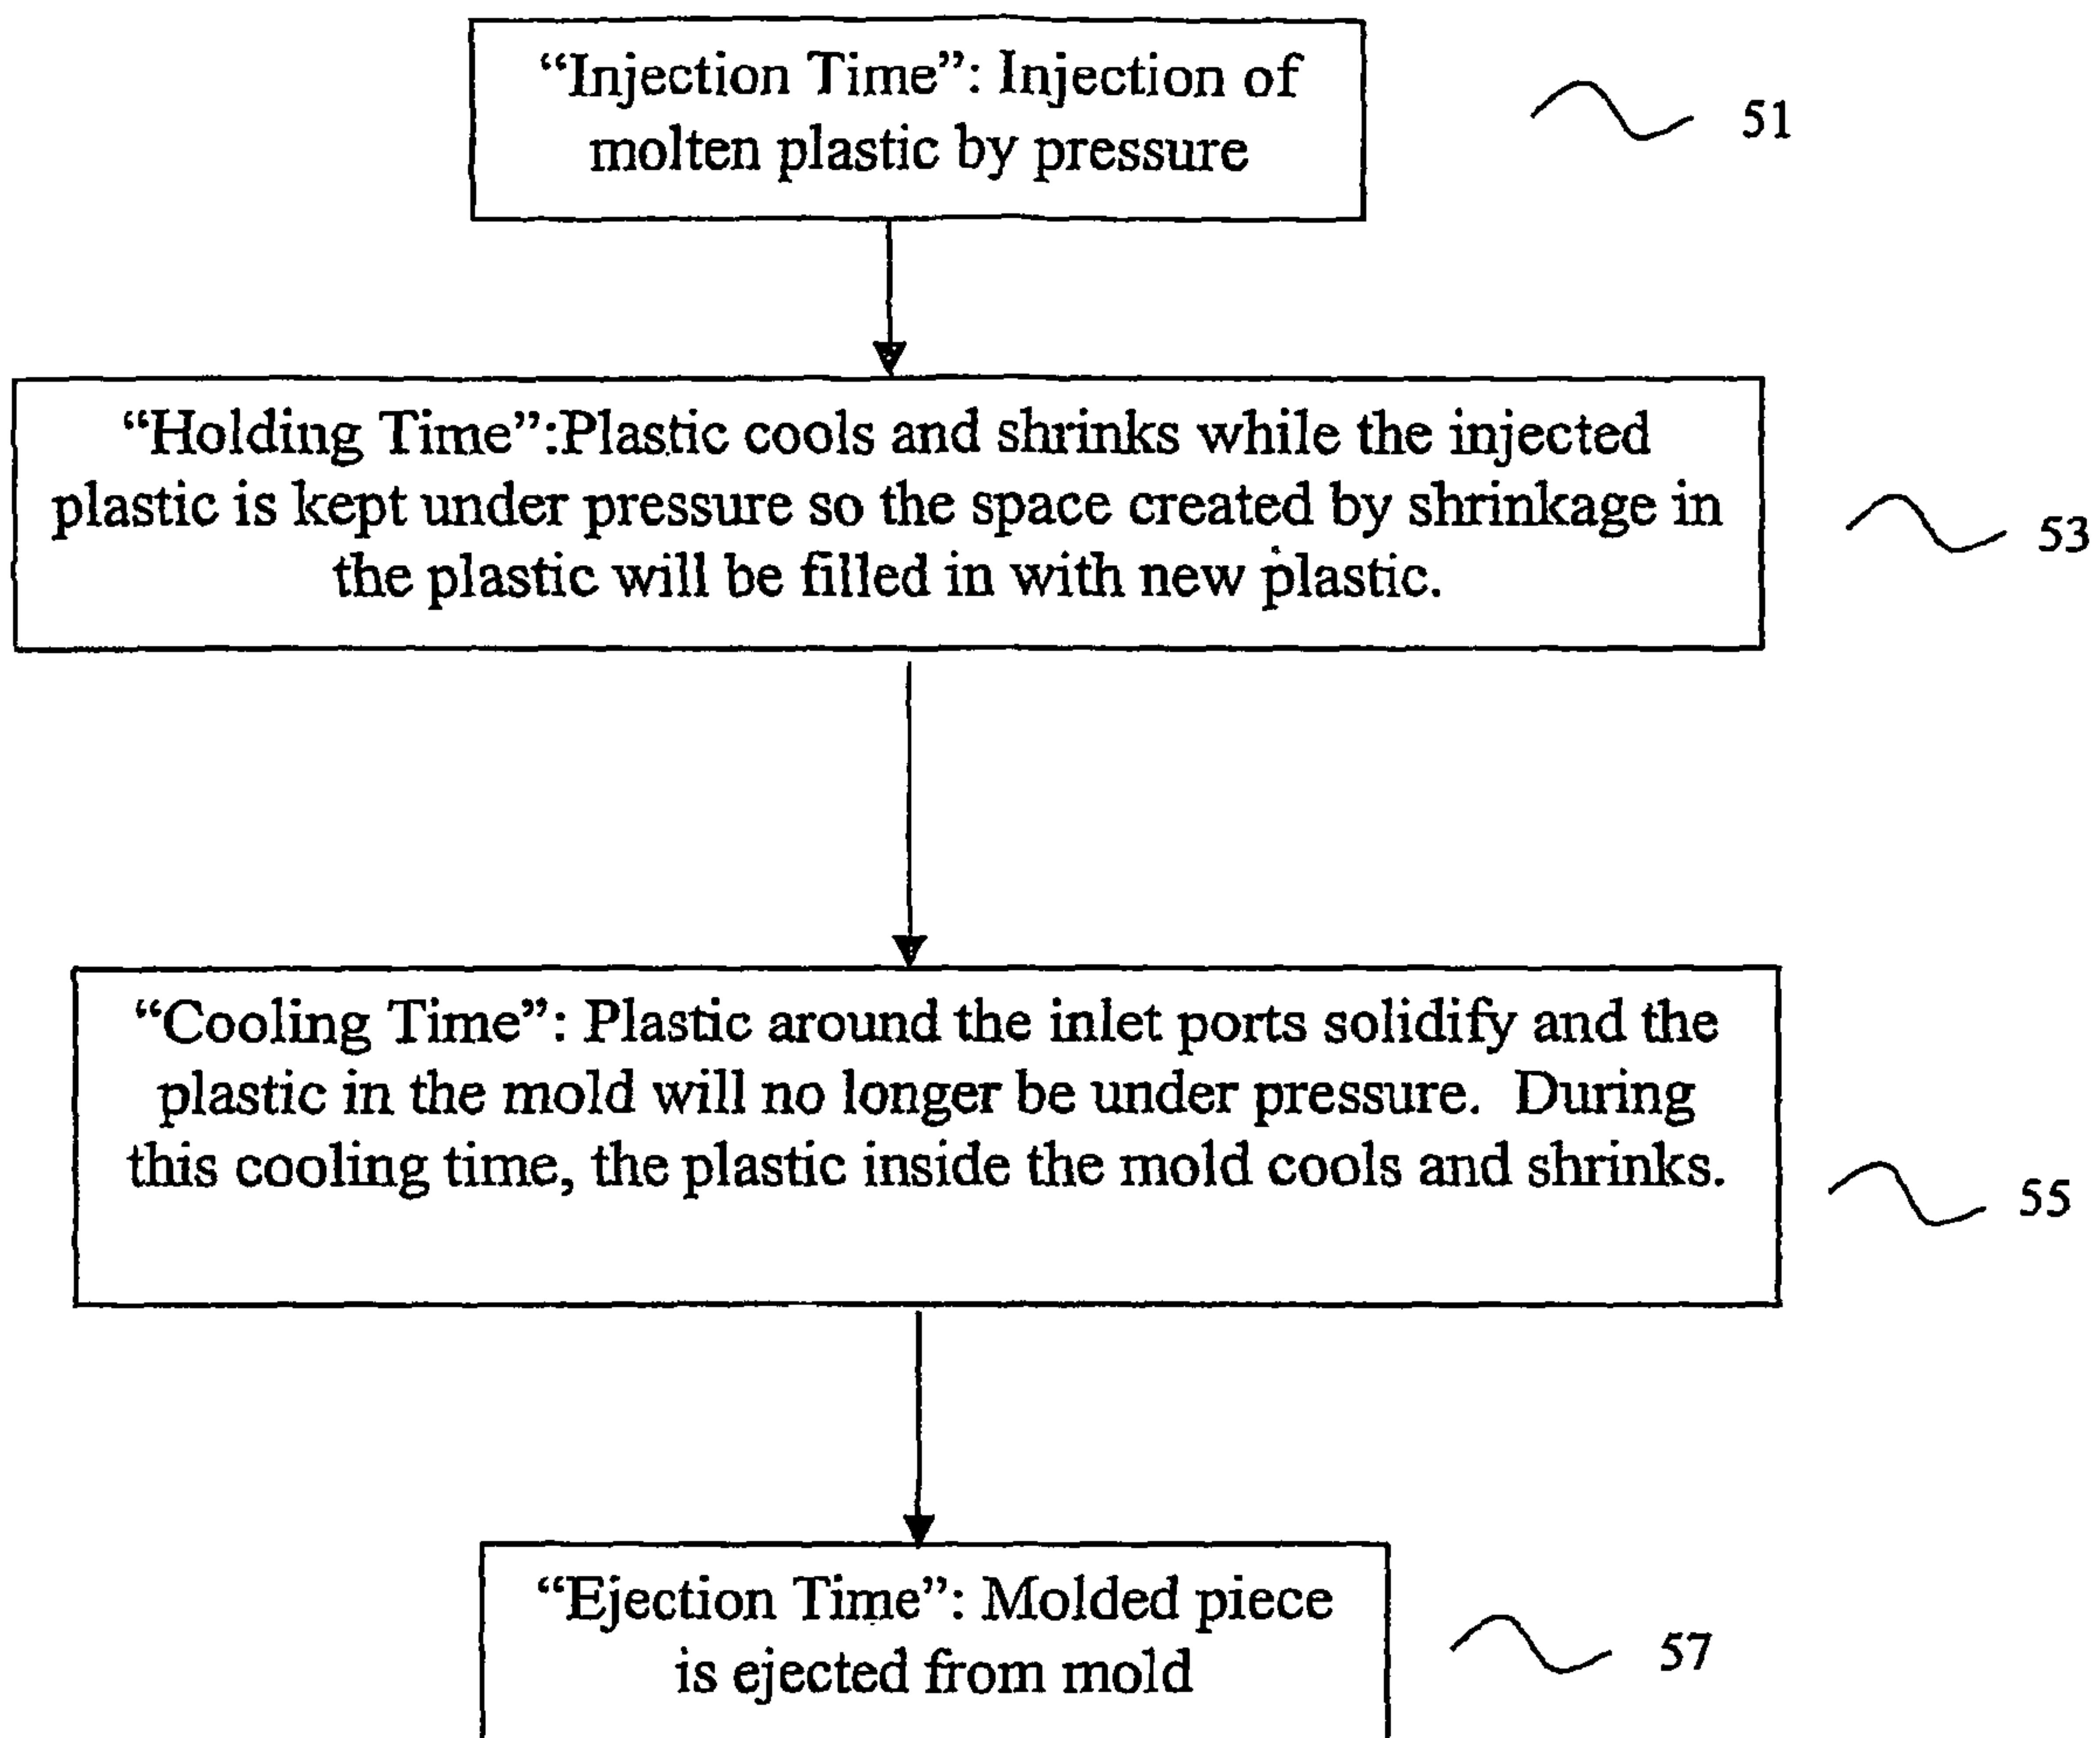 “Injection Time”: Injection of
molten plastic by pressure
51
“Holding Time”:Plastic cools and shrinks while the injected
plastic is kept under pressure so the space created by shrinkage in
the plastic will be filled in with new plastic.
53
“Cooling Time”: Plastic around the inlet ports solidify and the
plastic in the mold will no longer be under pressure. During
this cooling time, the plastic inside the mold cools and shrinks.
55
“Ejection Time”: Molded piece
is ejected from mold
57